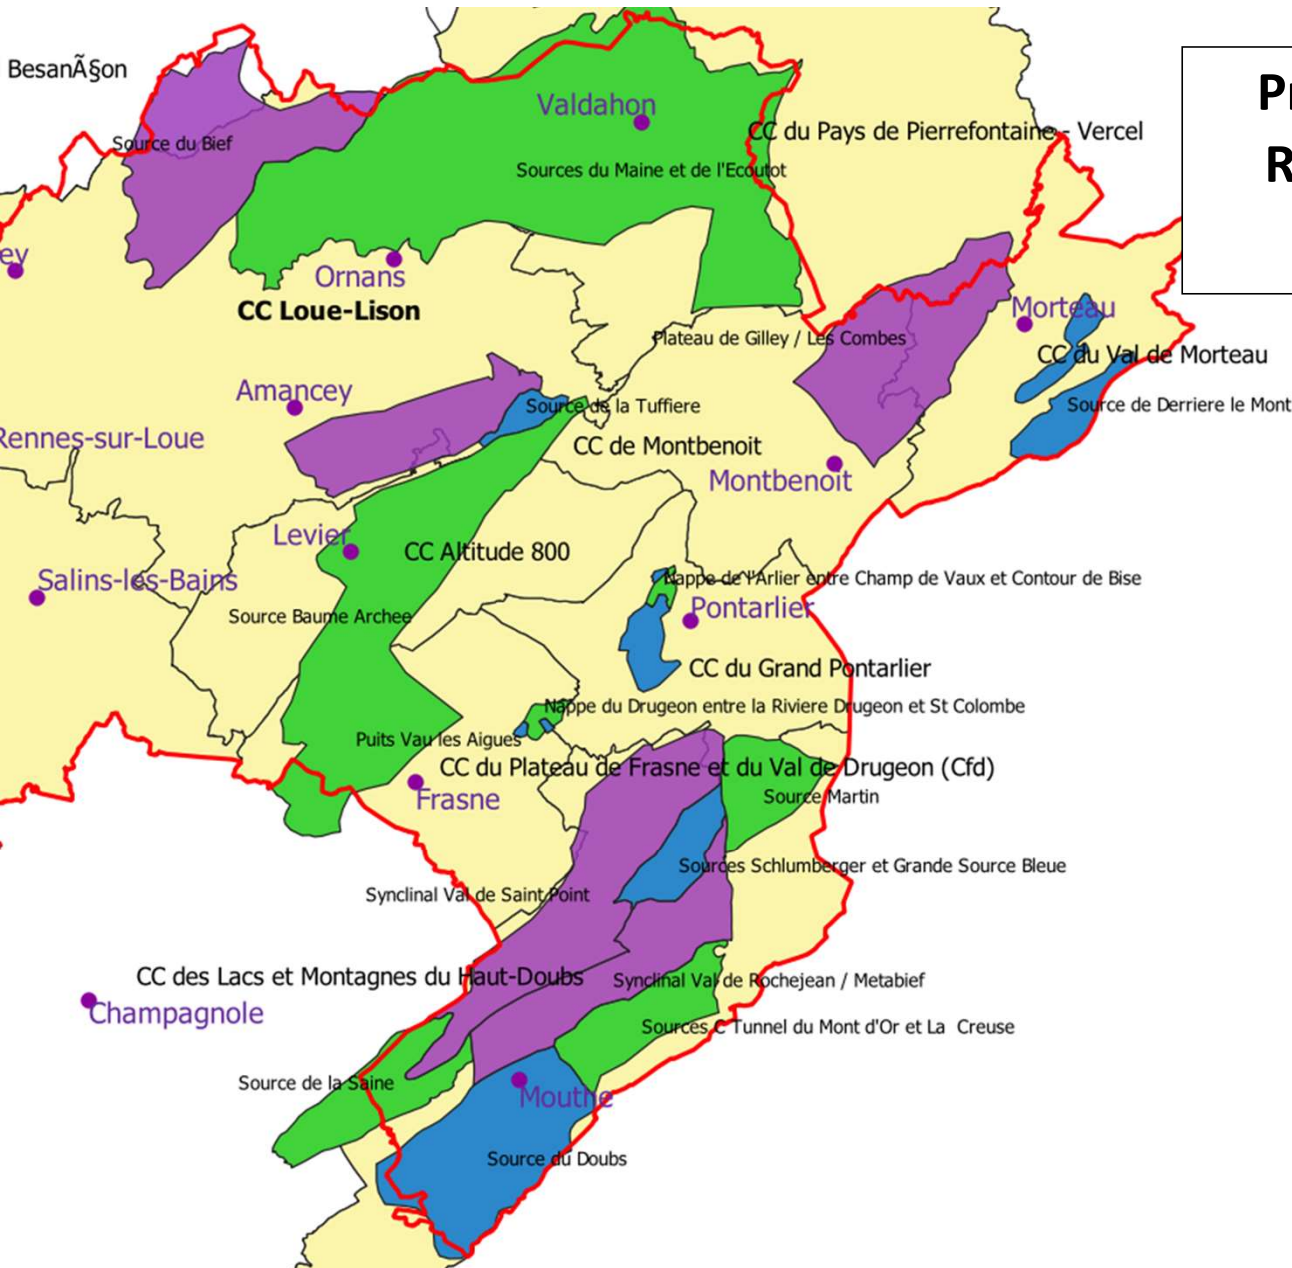 BesanÃ§on
Pr
Valdahon
CC du Pays de Pierrefontaine - Vercel
Source du Bief
R
Sources du Maine et de l'Ecoutot
ey
Ornans
CC Loue-Lison
Morteau
Plateau de Gilley / Les Combes
CC du Val de Morteau
Amancey
Source de la Tuffiere
Source de Derriere le Mont
Rennes-sur-Loue
CC de Montbenoit
Montbenoit
Levier
CC Altitude 800
Salins-les-Bains
Nappe de l'Arlier entre Champ de Vaux et Contour de Bise
Pontarlier
Source Baume Archee
CC du Grand Pontarlier
Nappe du Drugeon entre la Riviere Drugeon et St Colombe
Puits Vau les Aigues
CC du Plateau de Frasne et du Val de Drugeon (Cfd)
Frasne
Source Martin
Sources Schlumberger et Grande Source Bleue
Synclinal Val de Saint Point
CC des Lacs et Montagnes du Haut-Doubs
Synclinal Val de Rochejean / Metabief
Champagnole
Sources C Tunnel du Mont d'Or et La Creuse
Source de la Saine
Mouthe
Source du Doubs